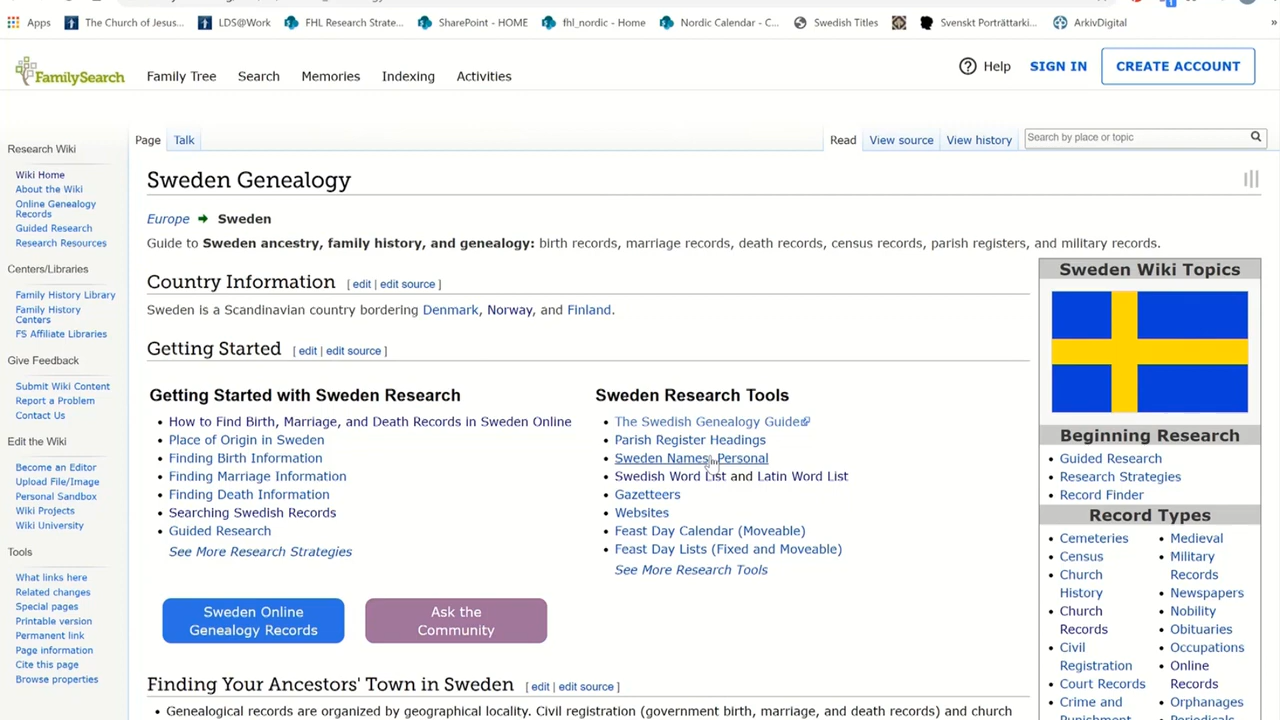 Apps
The Church of Jesus...
LDS@Work
FHL Research Strate...
SharePoint - HOME
fhl_nordic - Home
Nordic Calendar - C...
Swedish Titles
Svenskt Porträttarki...
ArkivDigital
»
FamilySearch
Family Tree
Search
Memories
Indexing
Activities
Help
SIGN IN
CREATE ACCOUNT
Research Wiki
Wiki Home
About the Wiki
Online Genealogy
Records
Guided Research
Research Resources
Centers/Libraries
Family History Library
Family History
Centers
FS Affiliate Libraries
Give Feedback
Submit Wiki Content
Report a Problem
Contact Us
Edit the Wiki
Become an Editor
Upload File/Image
Personal Sandbox
Wiki Projects
Wiki University
Tools
What links here
Related changes
Special pages
Printable version
Permanent link
Page information
Cite this page
Browse properties
Page
Talk
Read
View source
View history
Search by place or topic
Sweden Genealogy
Europe Sweden
Guide to Sweden ancestry, family history, and genealogy: birth records, marriage records, death records, census records, parish registers, and military records.
Country Information [ edit | edit source ]
Sweden is a Scandinavian country bordering Denmark, Norway, and Finland.
Getting Started [ edit | edit source ]
Getting Started with Sweden Research
• How to Find Birth, Marriage, and Death Records in Sweden Online
• Place of Origin in Sweden
• Finding Birth Information
• Finding Marriage Information
• Finding Death Information
• Searching Swedish Records
• Guided Research
See More Research Strategies
Sweden Research Tools
• The Swedish Genealogy Guide
• Parish Register Headings
• Sweden Names, Personal
• Swedish Word List and Latin Word List
• Gazetteers
• Websites
• Feast Day Calendar (Moveable)
• Feast Day Lists (Fixed and Moveable)
See More Research Tools
Sweden Online
Genealogy Records
Ask the
Community
Finding Your Ancestors' Town in Sweden [ edit | edit source ]
• Genealogical records are organized by geographical locality. Civil registration (government birth, marriage, and death records) and church
Sweden Wiki Topics
Beginning Research
• Guided Research
• Research Strategies
• Record Finder
Record Types
• Cemeteries
• Census
• Church
History
• Church
Records
• Civil
Registration
• Court Records
• Crime and
• Medieval
• Military
Records
• Newspapers
• Nobility
• Obituaries
• Occupations
• Online
Records
• Orphanages